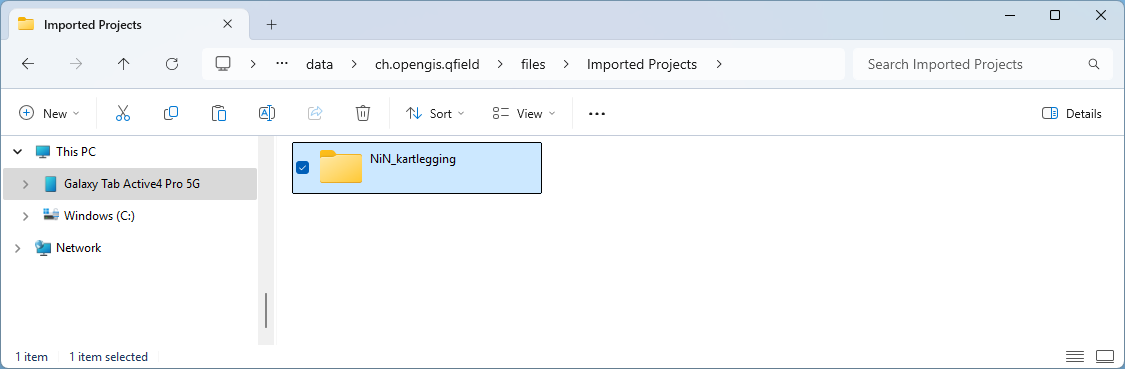 Imported Projects
data > ch.opengis.qfield > files > Imported Projects >
Search Imported Projects
New
Sort
View
Details
This PC
Galaxy Tab Active4 Pro 5G
Windows (C:)
Network
NiN_kartlegging
1 item
1 item selected